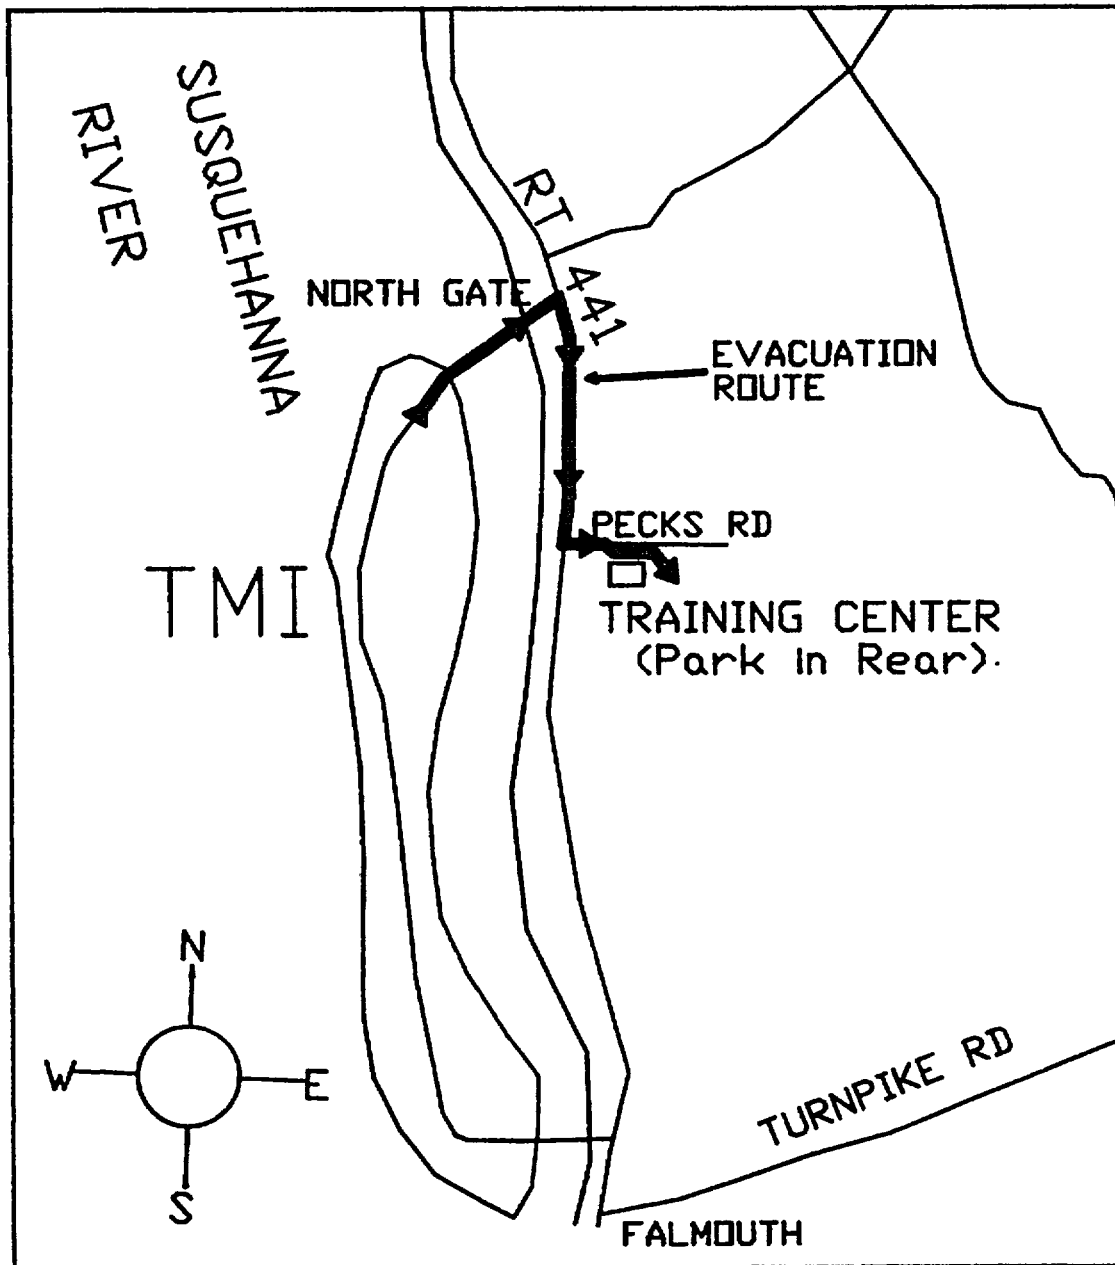 SUSQUEHANNA
RIVER
RT 441
NORTH GATE
EVACUATION
ROUTE
PECKS RD
TMI
TRAINING CENTER
(Park in Rear).
N
W
E
S
TURNPIKE RD
FALMOUTH